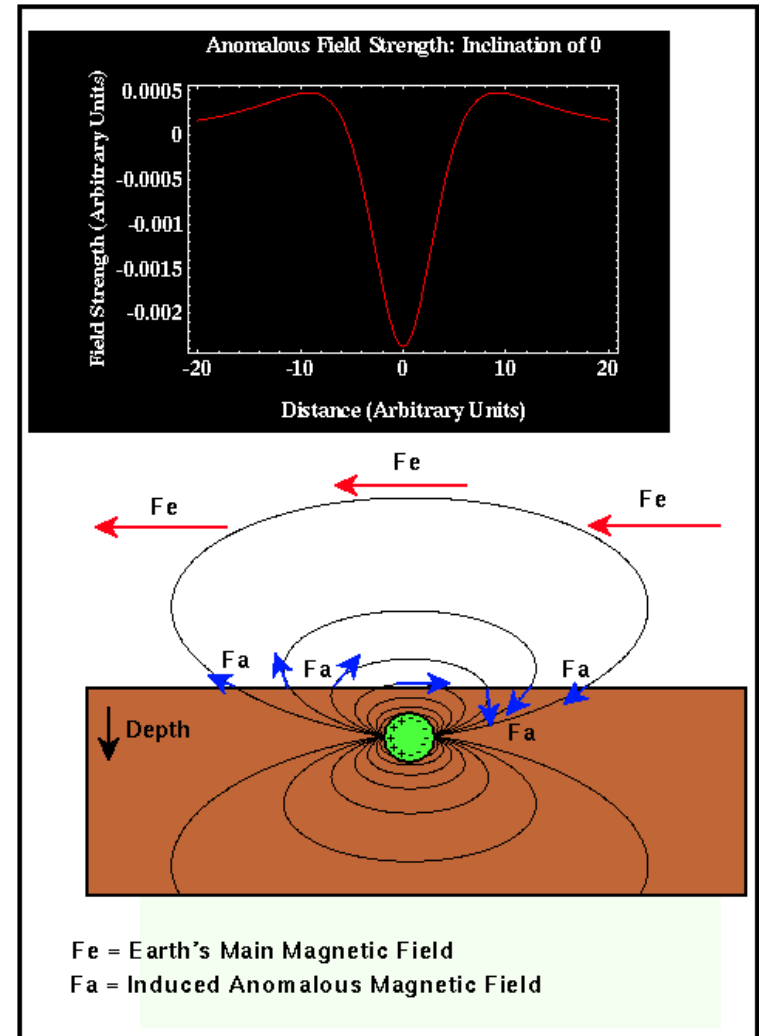 Anomalous Field Strength: Inclination of 0
Field Strength (Arbitrary Units)
0.0005
0
-0.0005
-0.001
-0.0015
-0.002
-20 -10 0 10 20
Distance (Arbitrary Units)
Fe
Fe Fe
Fa Fa Fa
Depth
Fa
+ + + + + + - - - - - -
Fe = Earth's Main Magnetic Field
Fa = Induced Anomalous Magnetic Field